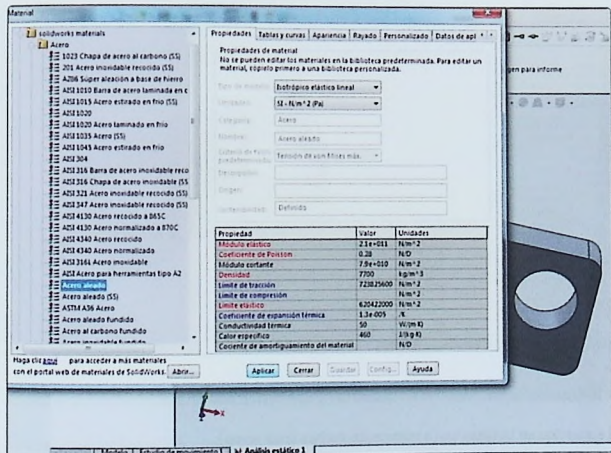 Material
solidworks materials
Acero
1023 Chapa de acero al carbono (SS)
201 Acero inoxidable recocido (SS)
A286 Súper aleación a base de hierro
AISI 1010 Barra de acero laminada en c
AISI 1015 Acero estirado en frío (SS)
AISI 1020
AISI 1020 Acero laminado en frío
AISI 1035 Acero (SS)
AISI 1045 Acero estirado en frío
AISI 304
AISI 316 Barra de acero inoxidable reco
AISI 316 Chapa de acero inoxidable (SS
AISI 321 Acero inoxidable recocido (SS)
AISI 347 Acero inoxidable recocido (SS)
AISI 4130 Acero recocido a 865C
AISI 4130 Acero normalizado a 870C
AISI 4340 Acero recocido
AISI 4340 Acero normalizado
AISI 316L Acero inoxidable
AISI Acero para herramientas tipo A2
Acero aleado
Acero aleado (SS)
ASTM A36 Acero
Acero aleado fundido
Acero al carbono fundido
Acero inoxidable fundido
Haga clic aquí para acceder a más materiales
con el portal web de materiales de SolidWorks. Abrir...
Propiedades Tablas y curvas Apariencia Rayado Personalizado Datos de apl
Propiedades de material
No se pueden editar los materiales en la biblioteca predeterminada. Para editar un
material, cópielo primero a una biblioteca personalizada.
Tipo de modelo: Isotrópico elástico lineal
Unidades: SI - N/m^2 (Pa)
Categoría: Acero
Nombre: Acero aleado
Criterio de fallos
predeterminado: Tensión de von Mises máx.
Descripción:
Origen:
Sostenibilidad: Definido
Propiedad Valor Unidades
Módulo elástico 2.1e+011 N/m^2
Coeficiente de Poisson 0.28 N/D
Módulo cortante 7.9e+010 N/m^2
Densidad 7700 kg/m^3
Límite de tracción 723825600 N/m^2
Límite de compresión N/m^2
Límite elástico 620422000 N/m^2
Coeficiente de expansión térmica 1.3e-005 /K
Conductividad térmica 50 W/(m·K)
Calor específico 460 J/(kg·K)
Cociente de amortiguamiento del material N/D
Aplicar Cerrar Guardar Config... Ayuda
gen para informe
x
Modelo Estudio de movimiento 1 Análisis estático 1